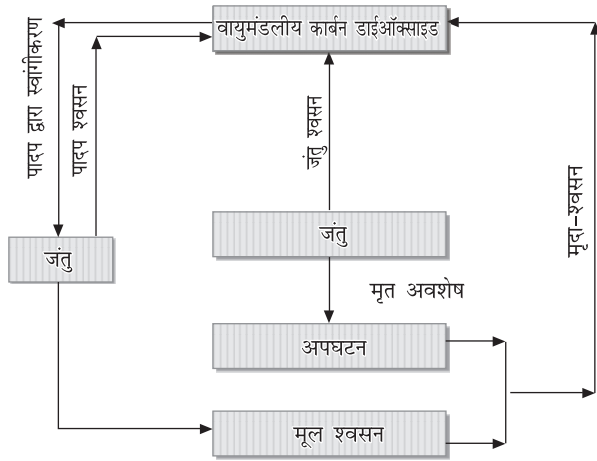 वायुमंडलीय कार्बन डाईऑक्साइड
पादप द्वारा स्वांगीकरण
पादप श्वसन
जंतु श्वसन
मृदा-श्वसन
जंतु
जंतु
मृत अवशेष
अपघटन
मूल श्वसन